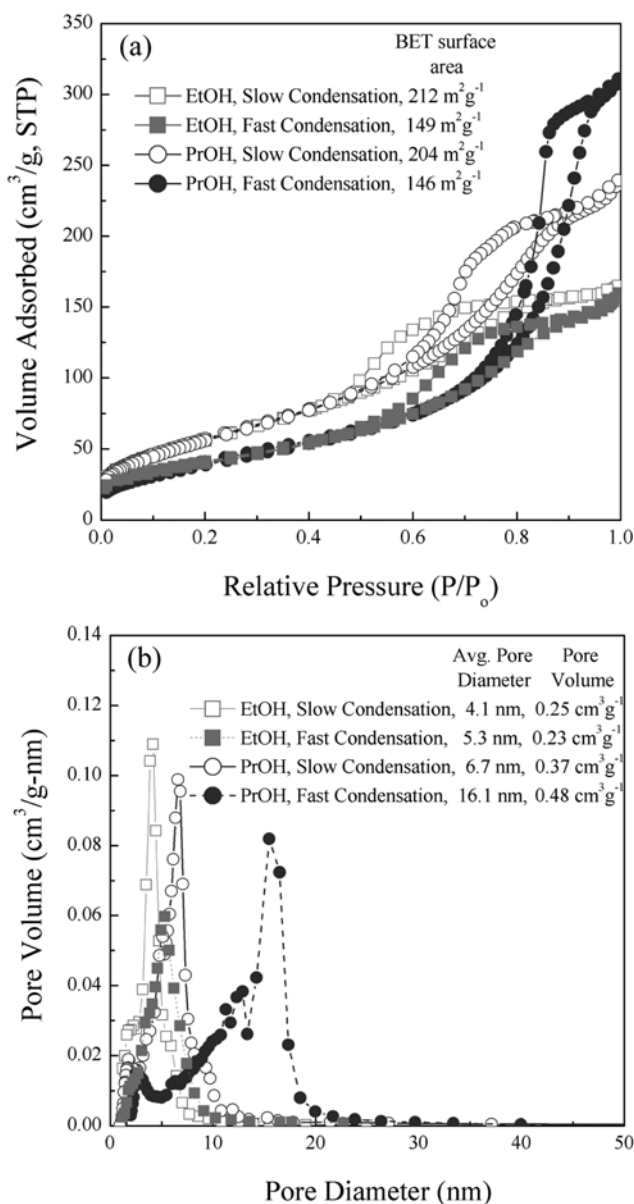 (a)
BET surface
area
EtOH, Slow Condensation, 212 m²g⁻¹
EtOH, Fast Condensation, 149 m²g⁻¹
PrOH, Slow Condensation, 204 m²g⁻¹
PrOH, Fast Condensation, 146 m²g⁻¹
Volume Adsorbed (cm³/g, STP)
350
300
250
200
150
100
50
0
0.0 0.2 0.4 0.6 0.8 1.0
Relative Pressure (P/Pₒ)
(b)
Avg. Pore Pore
Diameter Volume
EtOH, Slow Condensation, 4.1 nm, 0.25 cm³g⁻¹
EtOH, Fast Condensation, 5.3 nm, 0.23 cm³g⁻¹
PrOH, Slow Condensation, 6.7 nm, 0.37 cm³g⁻¹
PrOH, Fast Condensation, 16.1 nm, 0.48 cm³g⁻¹
Pore Volume (cm³/g-nm)
0.14
0.12
0.10
0.08
0.06
0.04
0.02
0.00
0 10 20 30 40 50
Pore Diameter (nm)